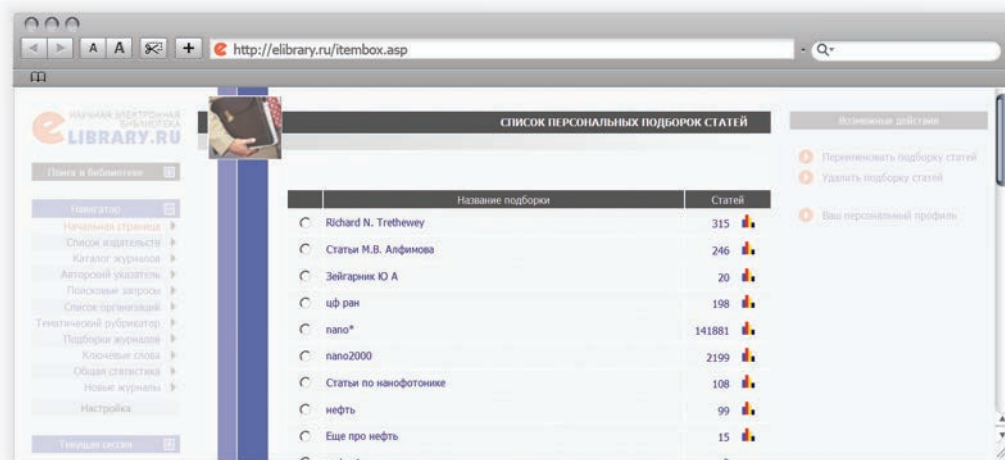 A A
http://elibrary.ru/itembox.asp
НАУЧНАЯ ЭЛЕКТРОННАЯ
БИБЛИОТЕКА
eLIBRARY.RU
Поиск в библиотеке
Навигатор
Начальная страница
Список издательств
Каталог журналов
Авторский указатель
Поисковые запросы
Список организаций
Тематический рубрикатор
Подборки журналов
Ключевые слова
Общая статистика
Новые журналы
Настройка
Текущая сессия
СПИСОК ПЕРСОНАЛЬНЫХ ПОДБОРОК СТАТЕЙ
Название подборки Статей
Richard N. Trethewey 315
Статьи М.В. Алфимова 246
Зейгарник Ю А 20
цф ран 198
nano* 141881
nano2000 2199
Статьи по нанофотонике 108
нефть 99
Еще про нефть 15
Возможные действия
Переименовать подборку статей
Удалить подборку статей
Ваш персональный профиль